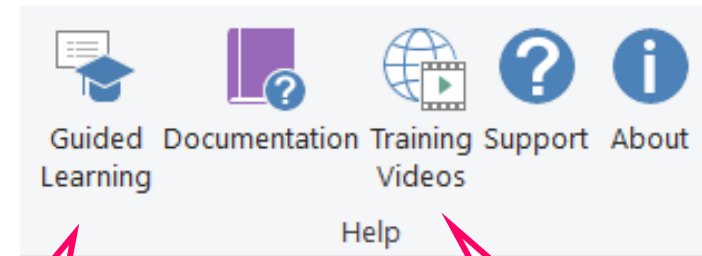 Guided Documentation Training Support About
Learning Videos
Help